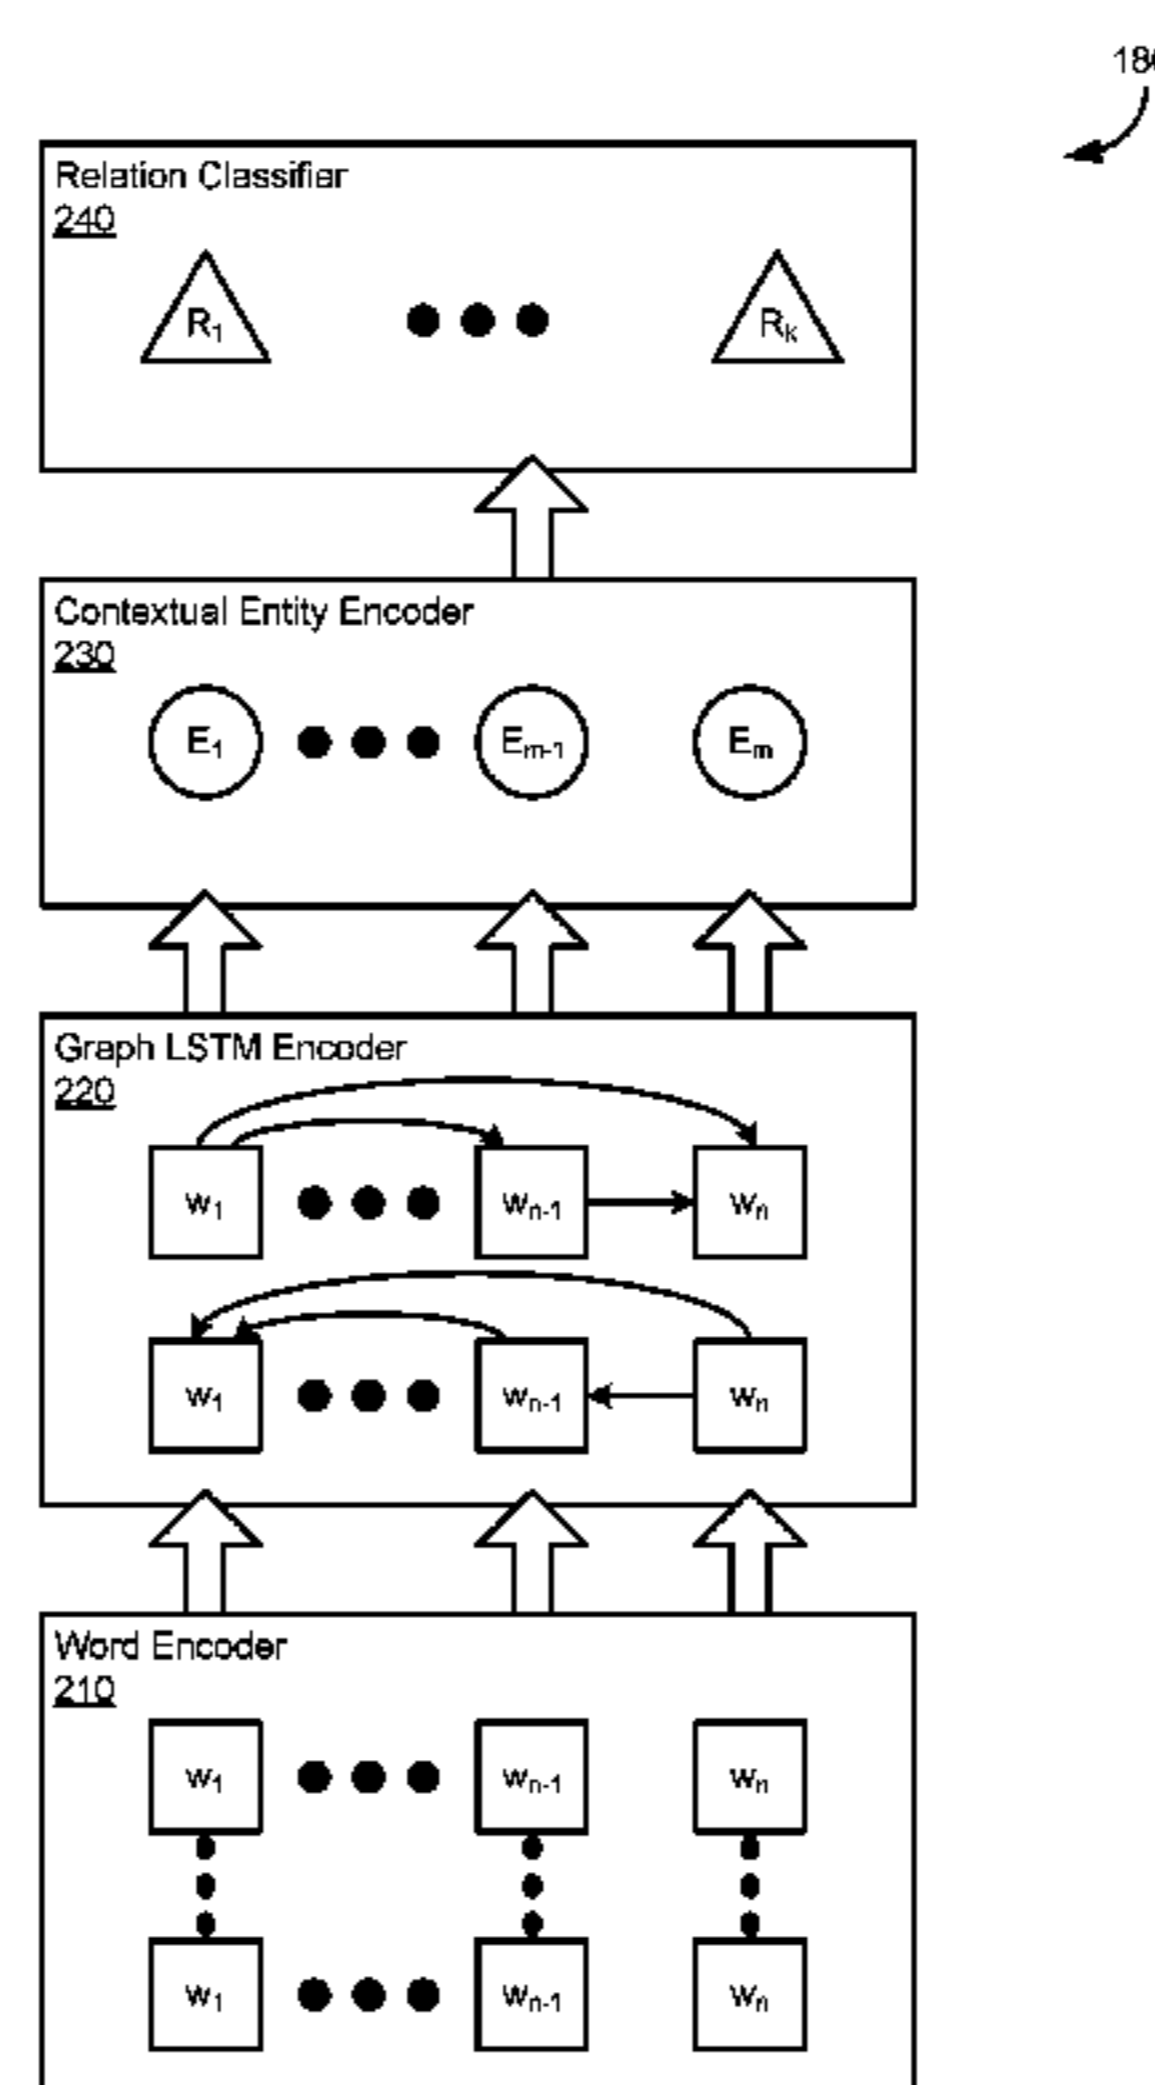 18
Relation Classifier
240
R₁ Rₖ
Contextual Entity Encoder
230
E₁ Eₘ₋₁ Eₘ
Graph LSTM Encoder
220
w₁ wₙ₋₁ wₙ
w₁ wₙ₋₁ wₙ
Word Encoder
210
w₁ wₙ₋₁ wₙ
w₁ wₙ₋₁ wₙ